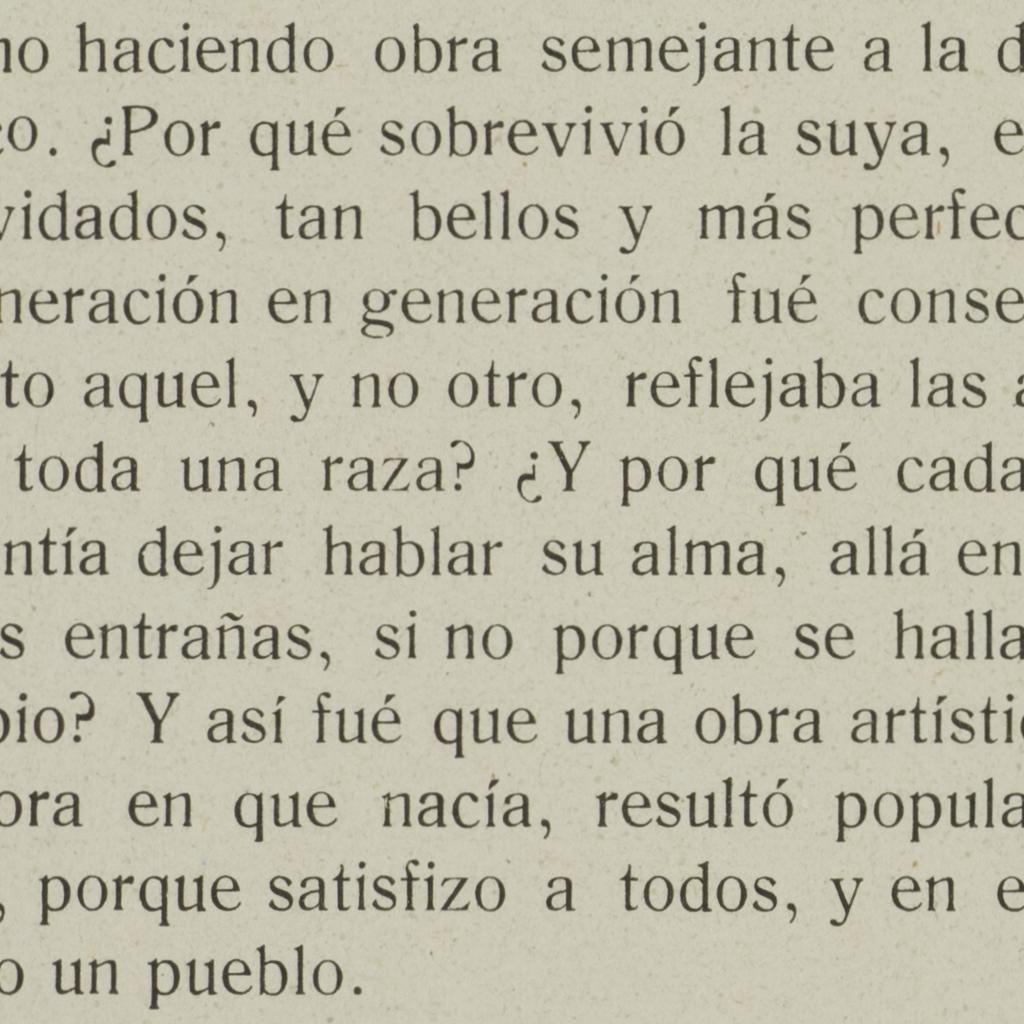 no haciendo obra semejante a la d
co. ¿Por qué sobrevivió la suya, e
vidados, tan bellos y más perfec
neración en generación fué conse
to aquel, y no otro, reflejaba las a
toda una raza? ¿Y por qué cada
ntía dejar hablar su alma, allá en
s entrañas, si no porque se halla
pio? Y así fué que una obra artístic
ora en que nacía, resultó popula
, porque satisfizo a todos, y en e
o un pueblo.